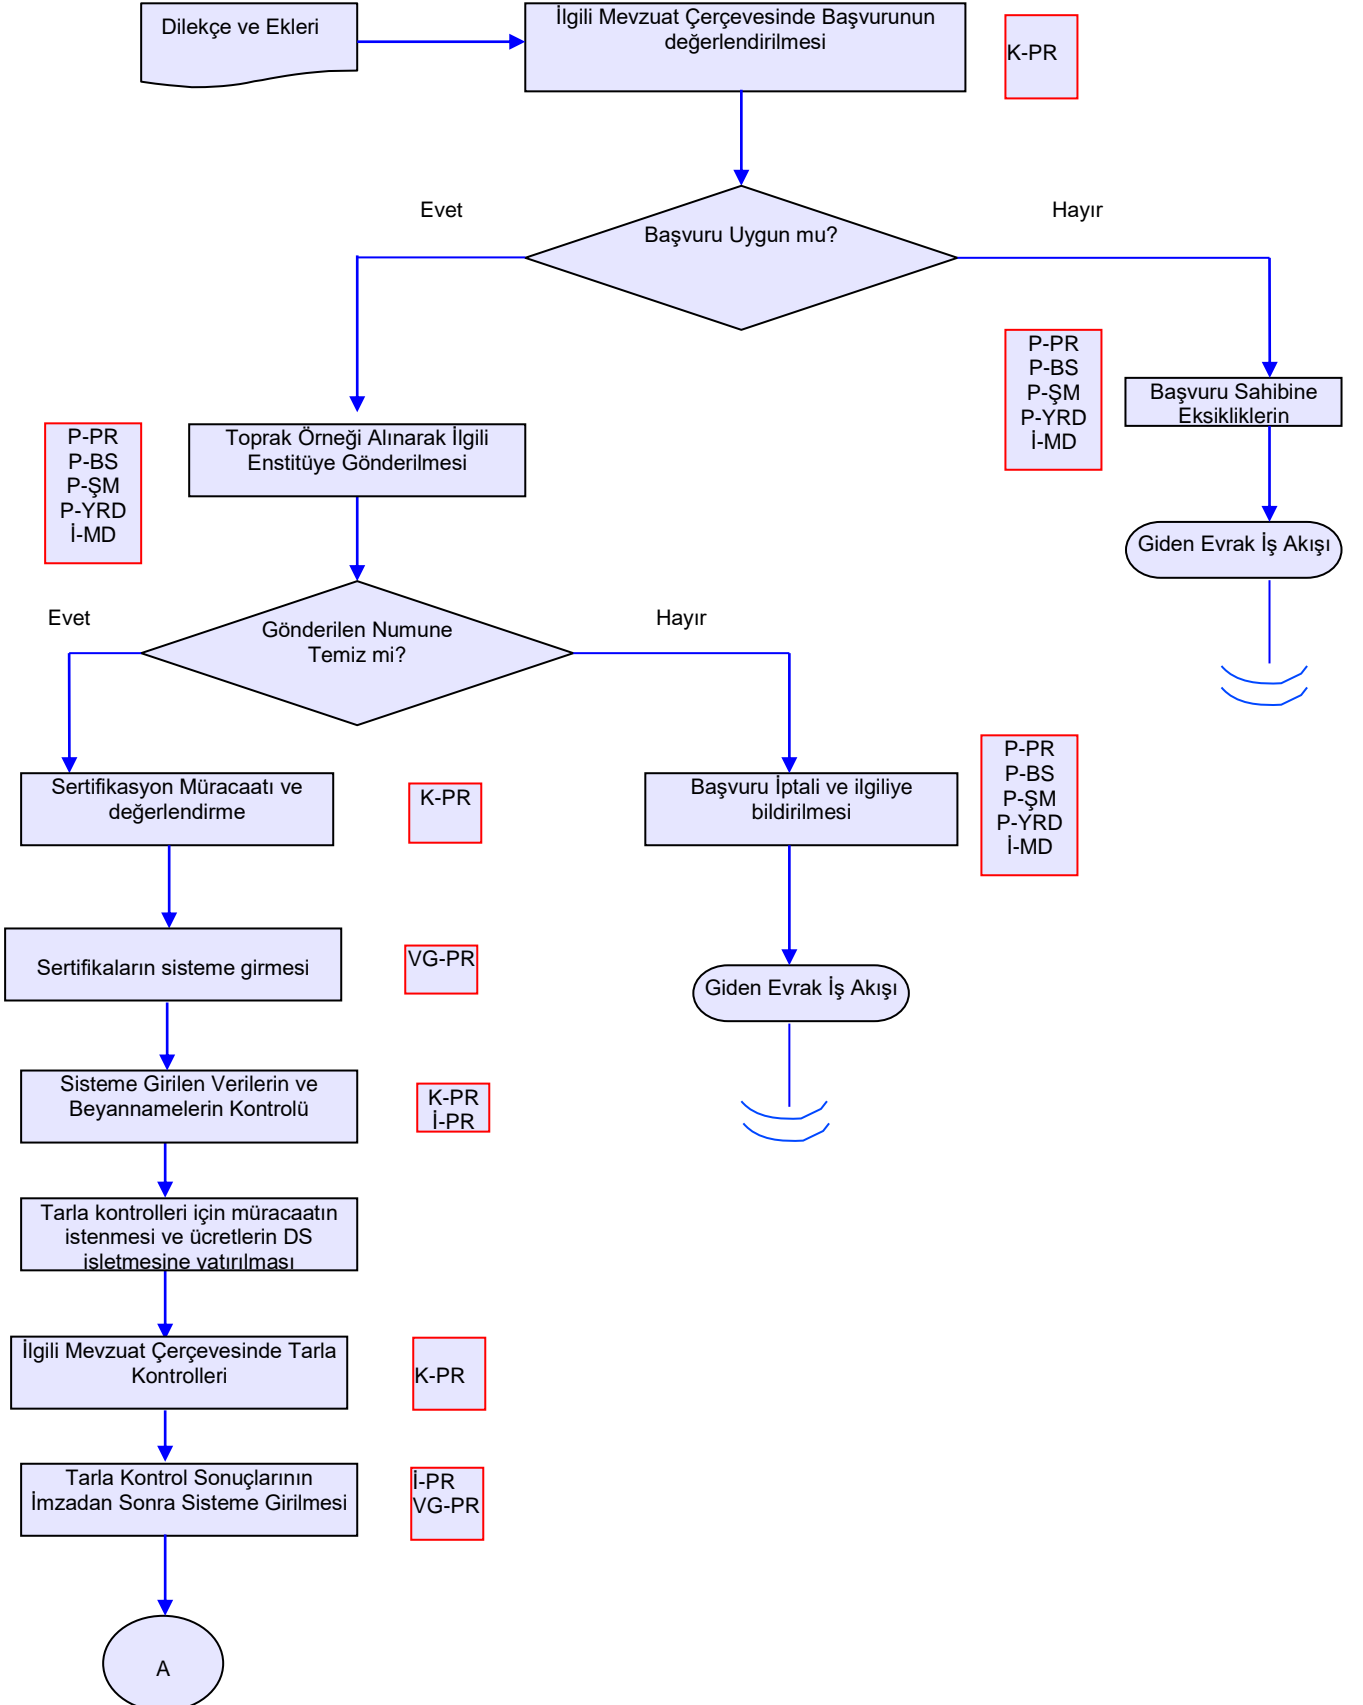 Dilekçe ve Ekleri
İlgili Mevzuat Çerçevesinde Başvurunun
değerlendirilmesi
K-PR
Evet
Hayır
Başvuru Uygun mu?
P-PR
P-BS
P-ŞM
P-YRD
İ-MD
Başvuru Sahibine
Eksikliklerin
P-PR
P-BS
P-ŞM
P-YRD
İ-MD
Toprak Örneği Alınarak İlgili
Enstitüye Gönderilmesi
Giden Evrak İş Akışı
Evet
Hayır
Gönderilen Numune
Temiz mi?
Sertifikasyon Müracaatı ve
değerlendirme
K-PR
Başvuru İptali ve ilgiliye
bildirilmesi
P-PR
P-BS
P-ŞM
P-YRD
İ-MD
Sertifikaların sisteme girmesi
VG-PR
Giden Evrak İş Akışı
Sisteme Girilen Verilerin ve
Beyannamelerin Kontrolü
K-PR
İ-PR
Tarla kontrolleri için müracaatın
istenmesi ve ücretlerin DS
işletmesine yatırılması
İlgili Mevzuat Çerçevesinde Tarla
Kontrolleri
K-PR
Tarla Kontrol Sonuçlarının
İmzadan Sonra Sisteme Girilmesi
İ-PR
VG-PR
A